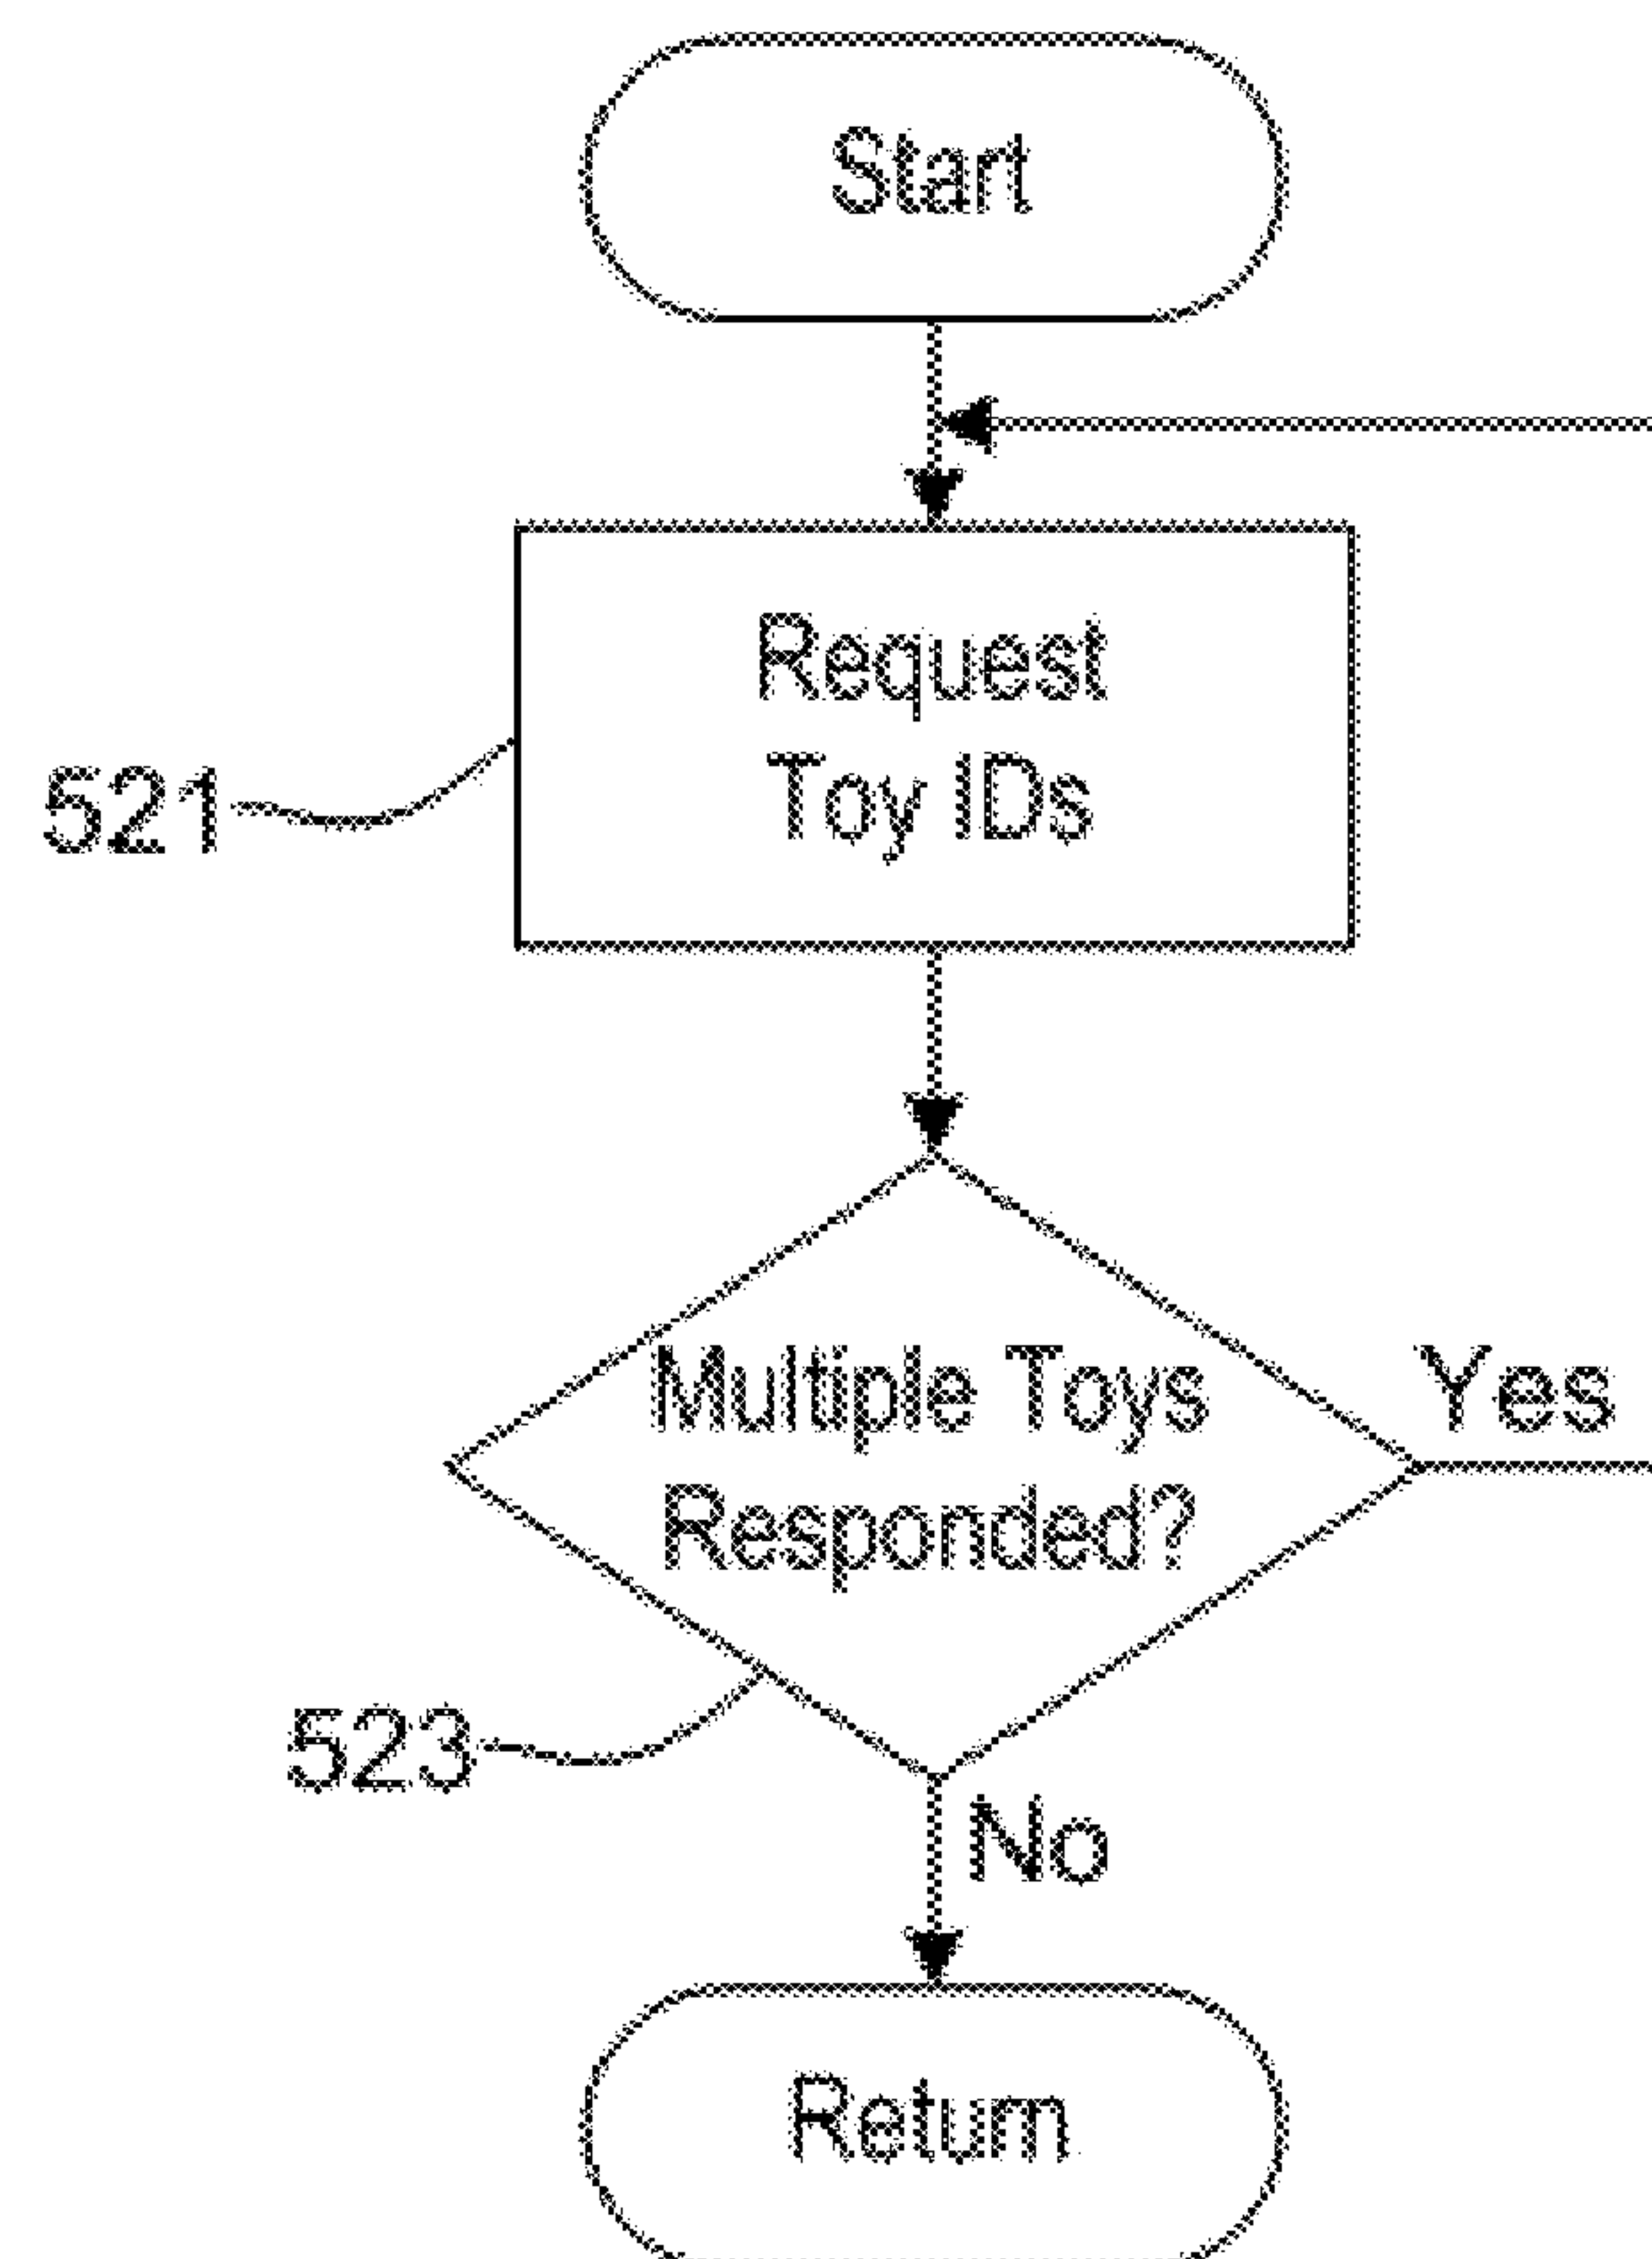 Start
Request
Toy IDs
521
Multiple Toys
Responded?
Yes
523
No
Return